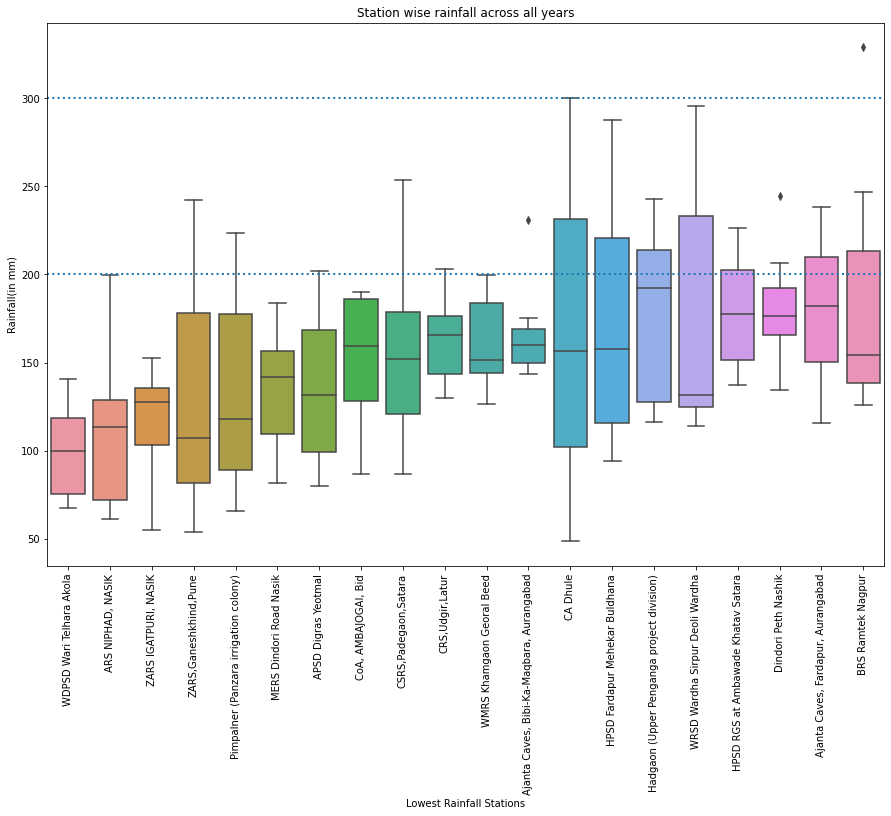 Station wise rainfall across all years
Rainfall(in mm)
300
250
200
150
100
50
WDPSD Wari Telhara Akola
ARS NIPHAD, NASIK
ZARS IGATPURI, NASIK
ZARS,Ganeshkhind,Pune
Pimpalner (Panzara irrigation colony)
MERS Dindori Road Nasik
APSD Digras Yeotmal
CoA, AMBAJOGAI, Bid
CSRS,Padegaon,Satara
CRS,Udgir,Latur
WMRS Khamgaon Georai Beed
Ajanta Caves, Bibi-Ka-Maqbara, Aurangabad
CA Dhule
HPSD Fardapur Mehekar Buldhana
Hadgaon (Upper Penganga project division)
WRSD Wardha Sirpur Deoli Wardha
HPSD RGS at Ambawade Khatav Satara
Dindori Peth Nashik
Ajanta Caves, Fardapur, Aurangabad
BRS Ramtek Nagpur
Lowest Rainfall Stations